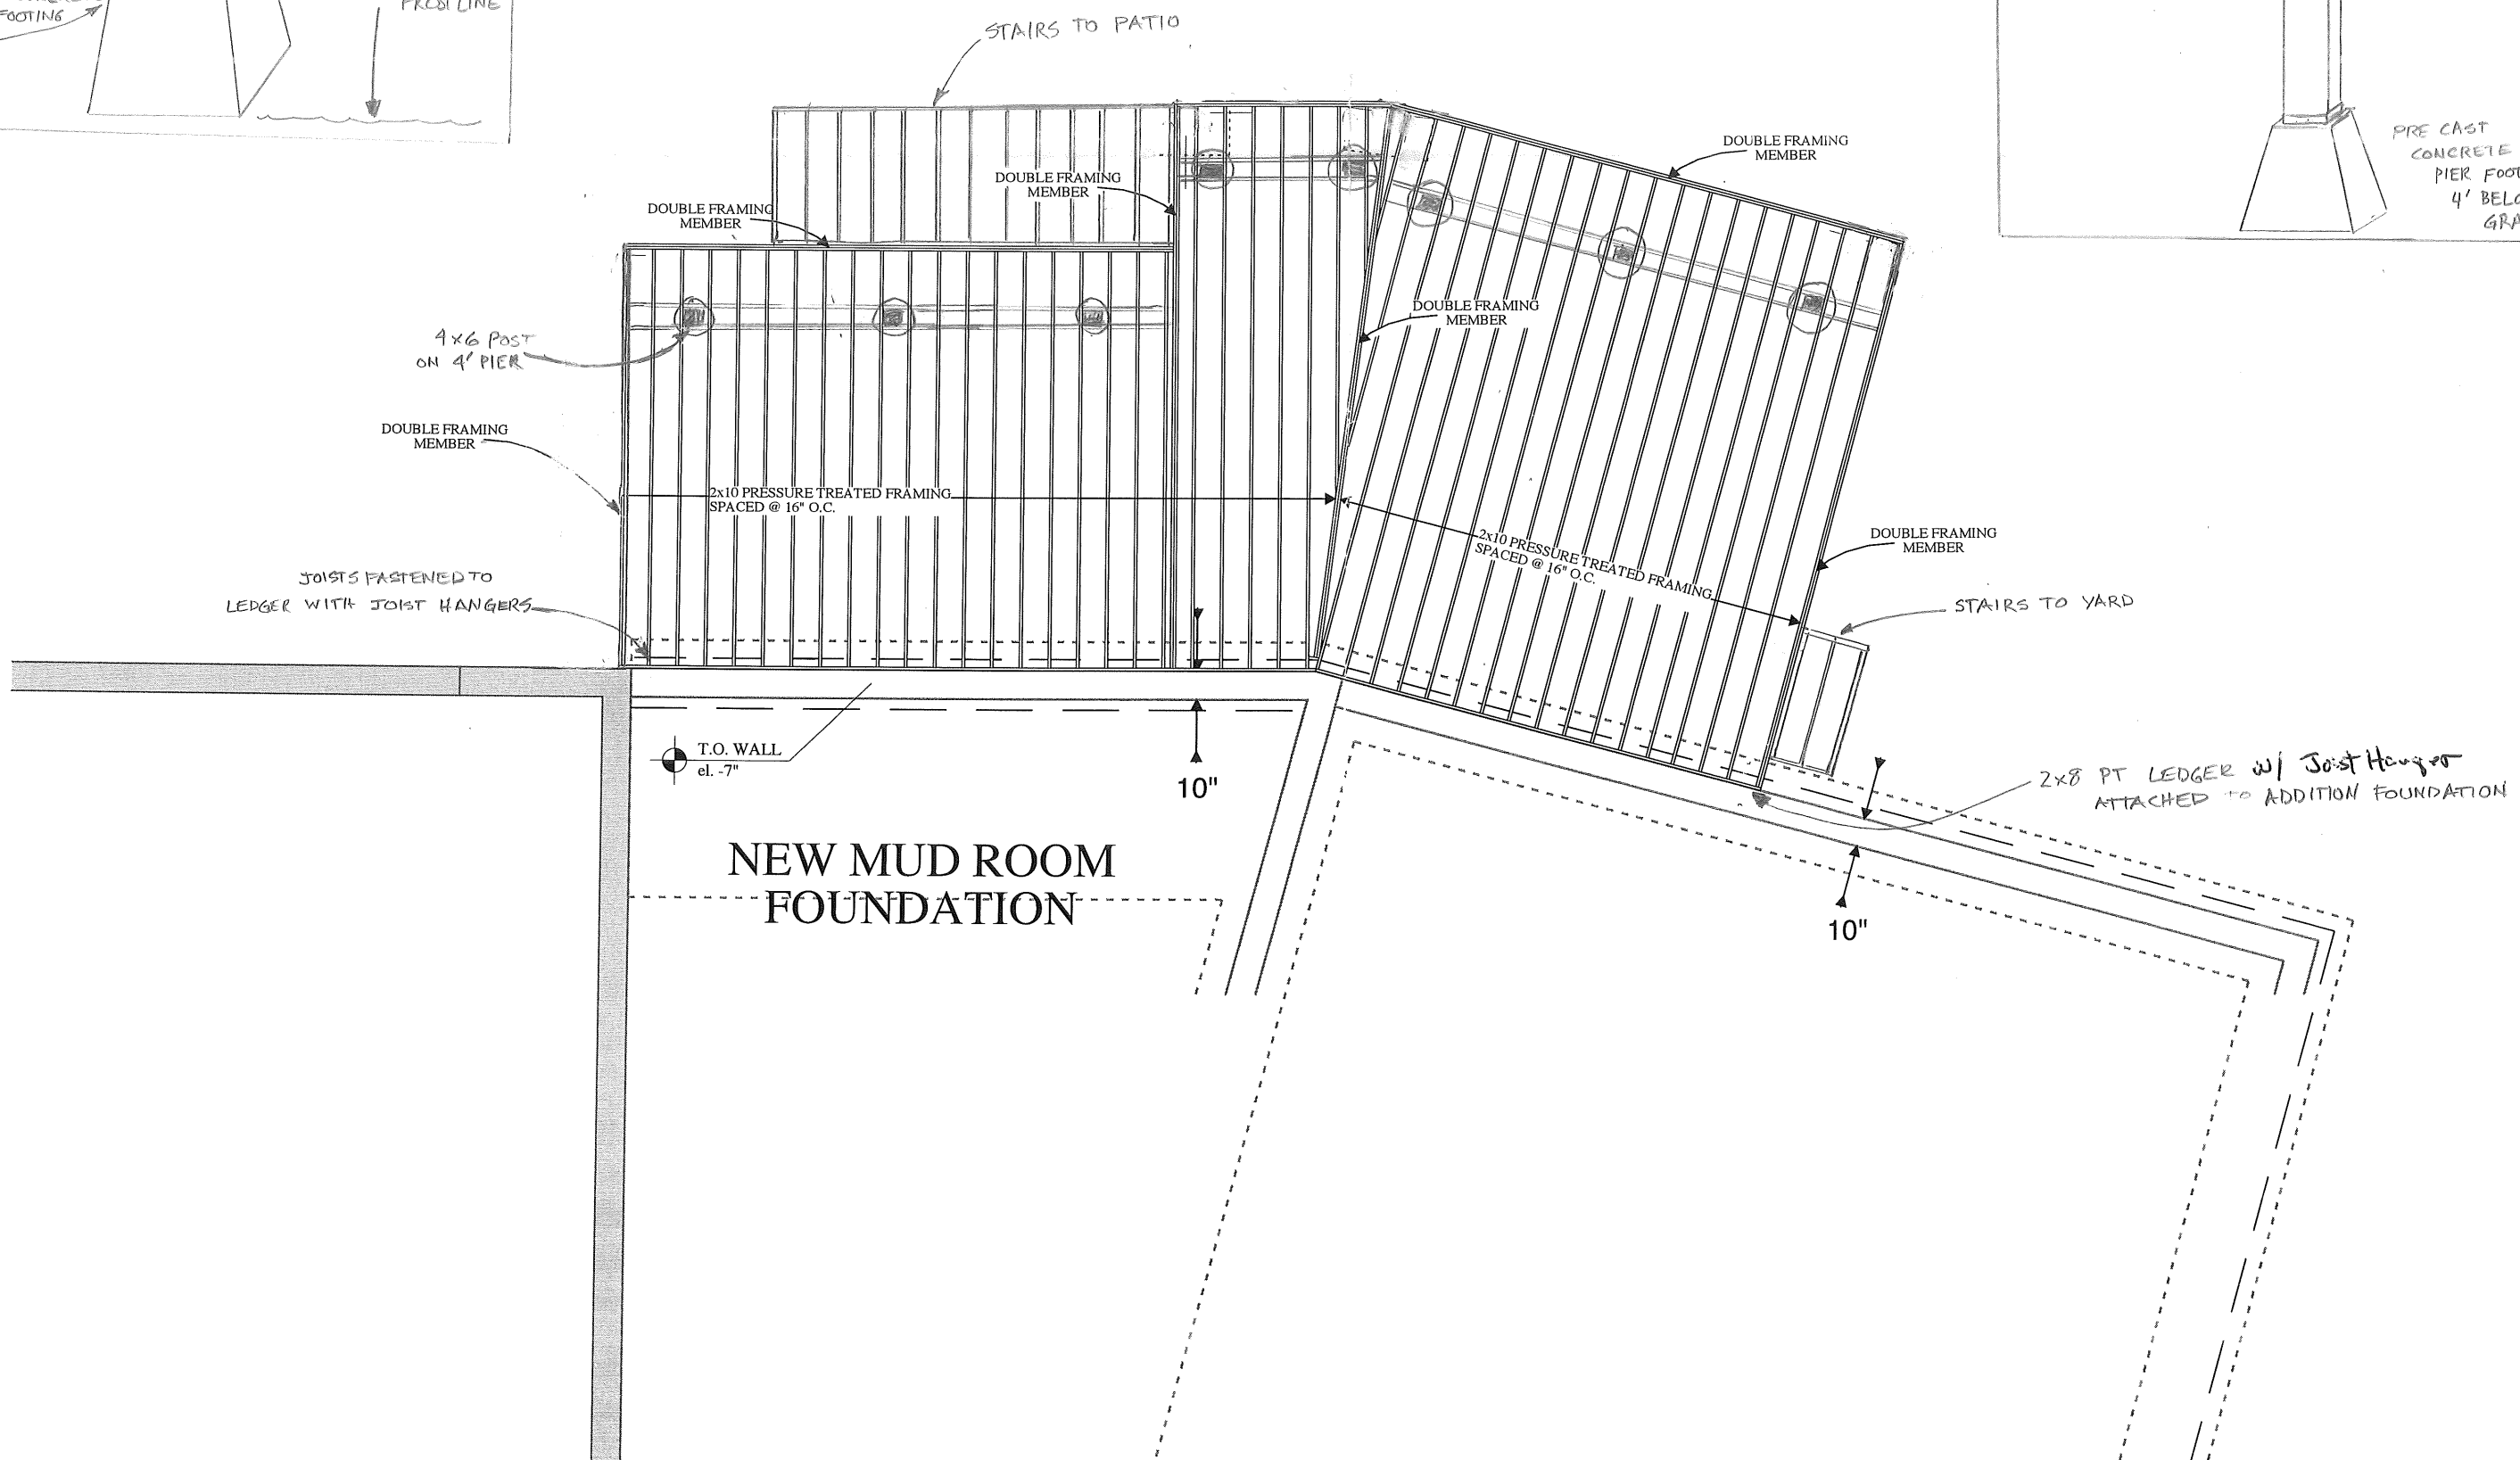 FOOTING
FROST LINE
STAIRS TO PATIO
PRE CAST
CONCRETE
PIER
4'
DOUBLE FRAMING
MEMBER
DOUBLE FRAMING
MEMBER
DOUBLE FRAMING
MEMBER
DOUBLE FRAMING
MEMBER
4x6 POST
ON 4' PIER
DOUBLE FRAMING
MEMBER
2x10 PRESSURE TREATED FRAMING
SPACED @ 16" O.C.
2x10 PRESSURE TREATED FRAMING
SPACED @ 16" O.C.
DOUBLE FRAMING
MEMBER
JOISTS FASTENED TO
LEDGER WITH JOIST HANGERS
STAIRS TO YARD
T.O. WALL
el. -7"
10"
2x8 PT LEDGER w/ Joist Hanger
ATTACHED TO ADDITION FOUNDATION
NEW MUD ROOM
FOUNDATION
10"